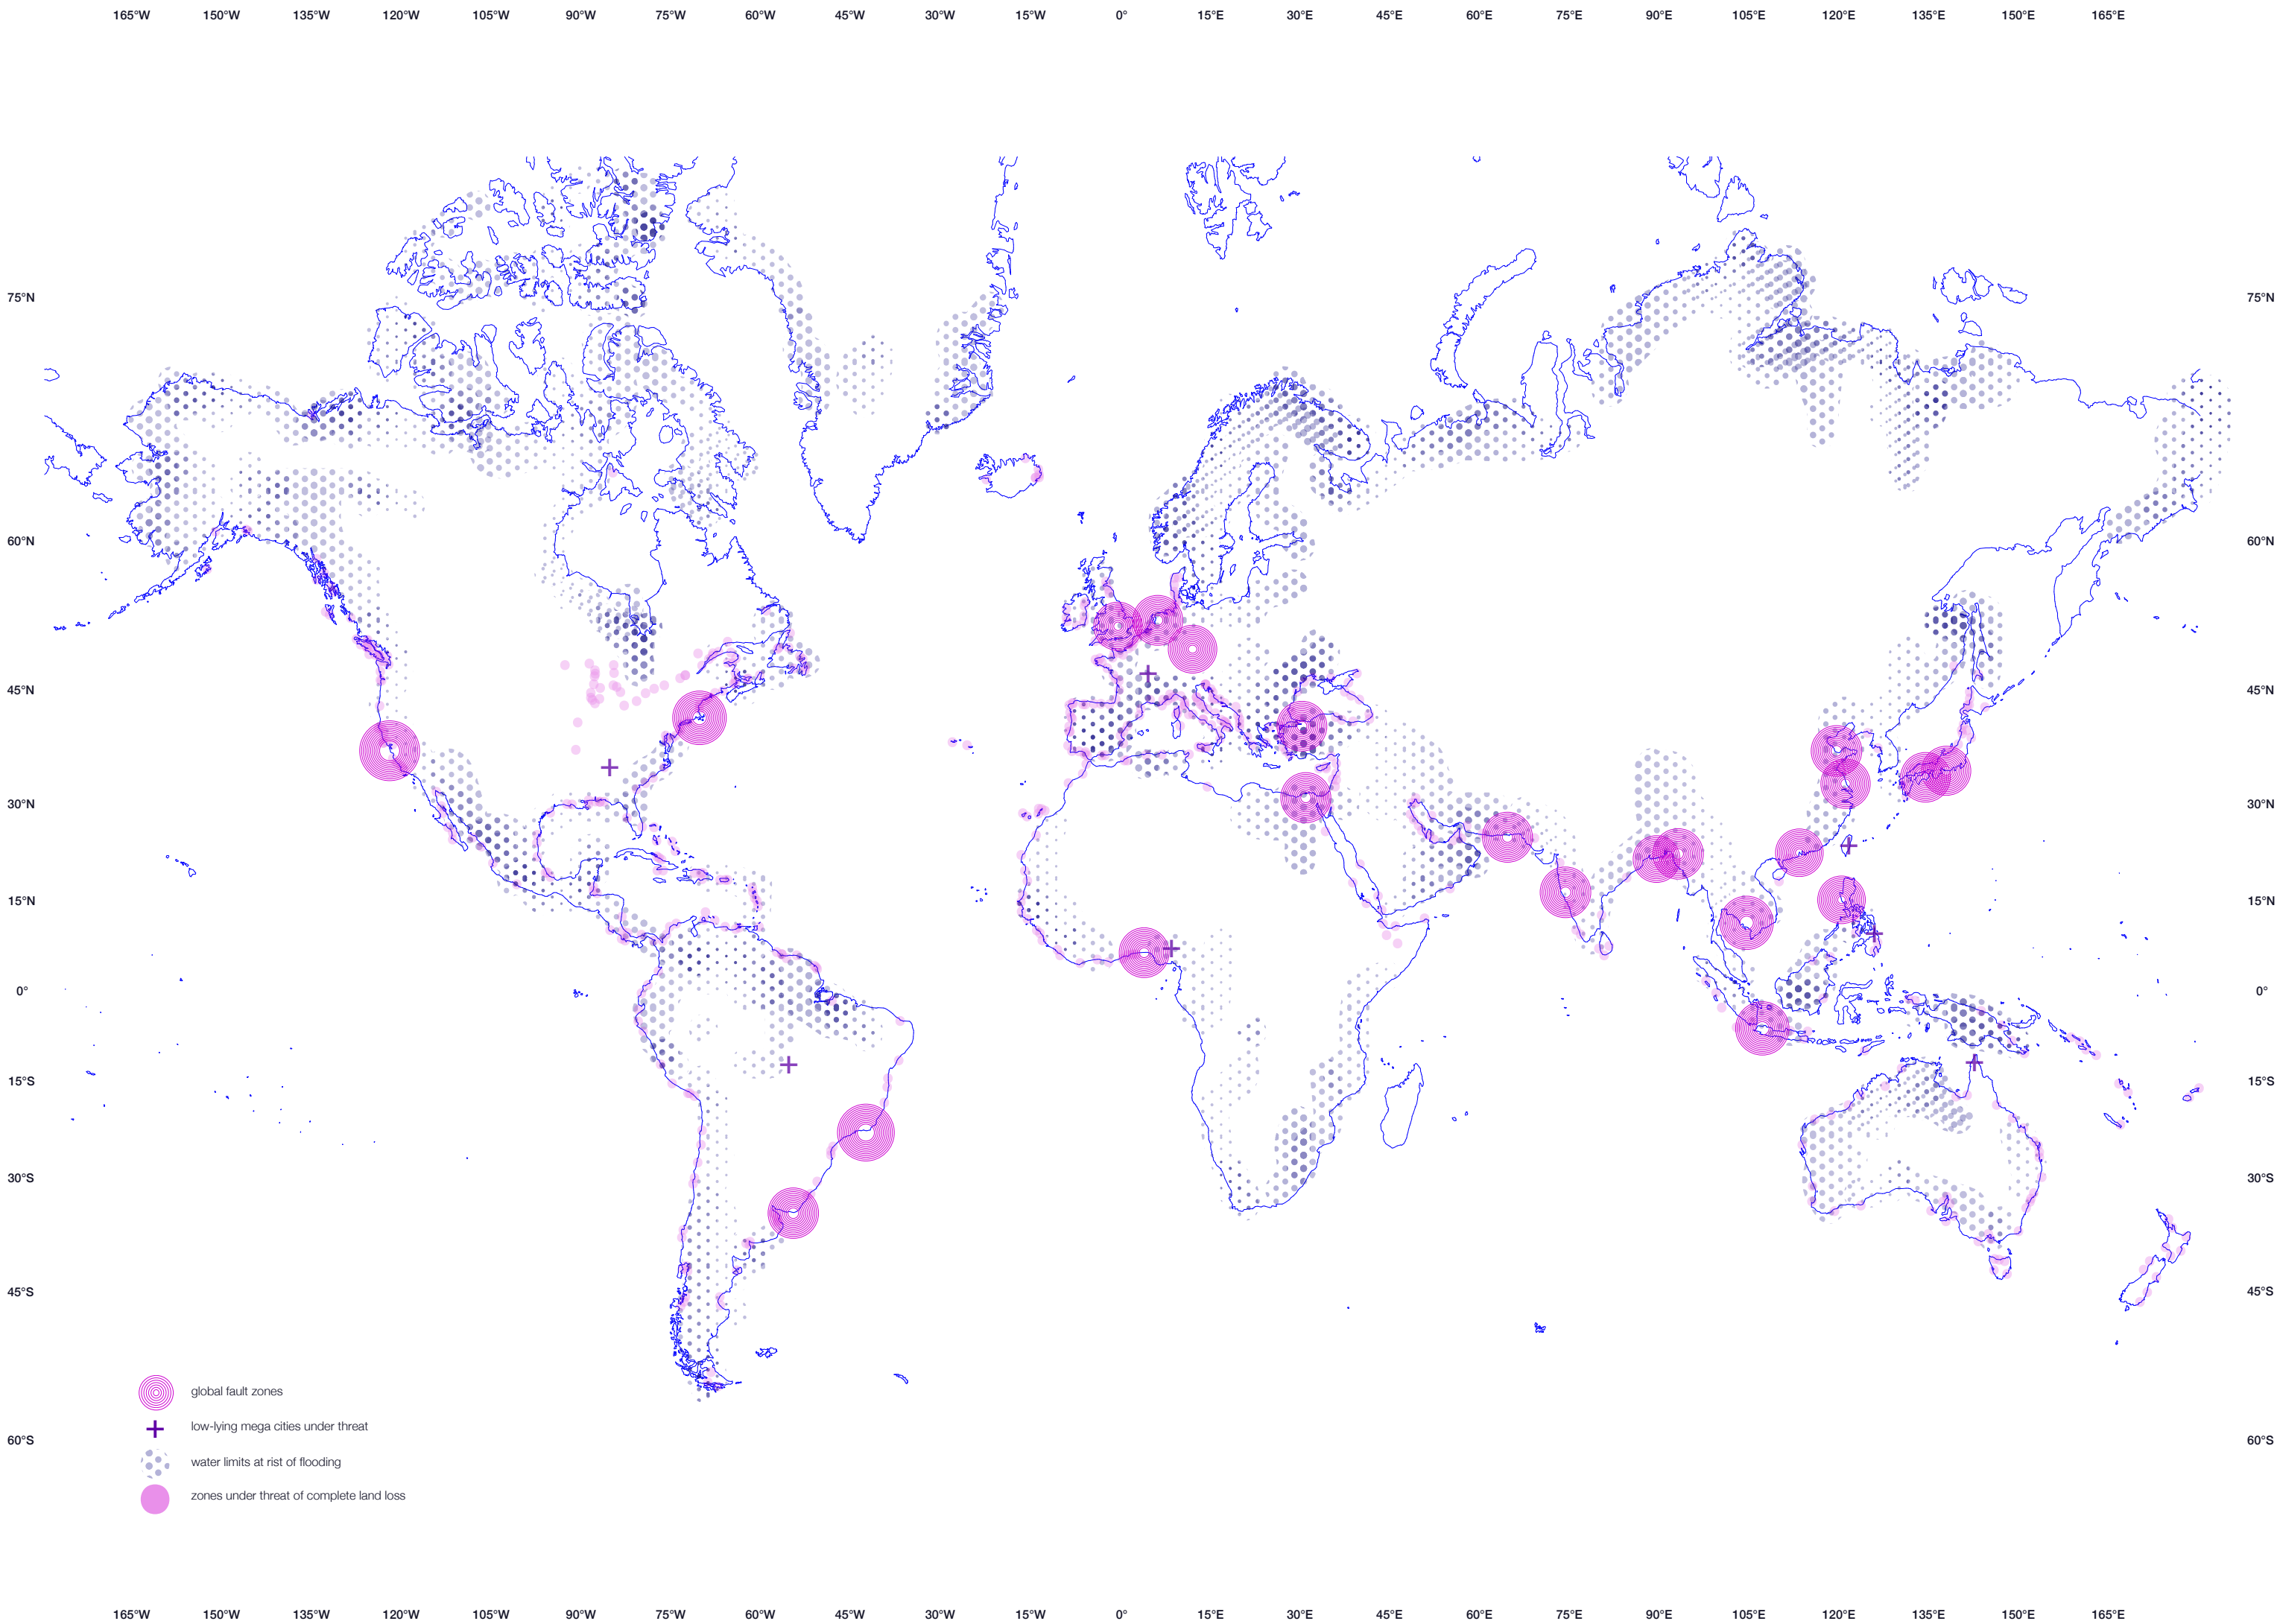 165°W 150°W 135°W 120°W 105°W 90°W 75°W 60°W 45°W 30°W 15°W 0° 15°E 30°E 45°E 60°E 75°E 90°E 105°E 120°E 135°E 150°E 165°E
75°N 75°N
60°N 60°N
45°N 45°N
30°N 30°N
15°N 15°N
0° 0°
15°S 15°S
30°S 30°S
45°S 45°S
global fault zones
low-lying mega cities under threat
60°S 60°S
water limits at rist of flooding
zones under threat of complete land loss
165°W 150°W 135°W 120°W 105°W 90°W 75°W 60°W 45°W 30°W 15°W 0° 15°E 30°E 45°E 60°E 75°E 90°E 105°E 120°E 135°E 150°E 165°E